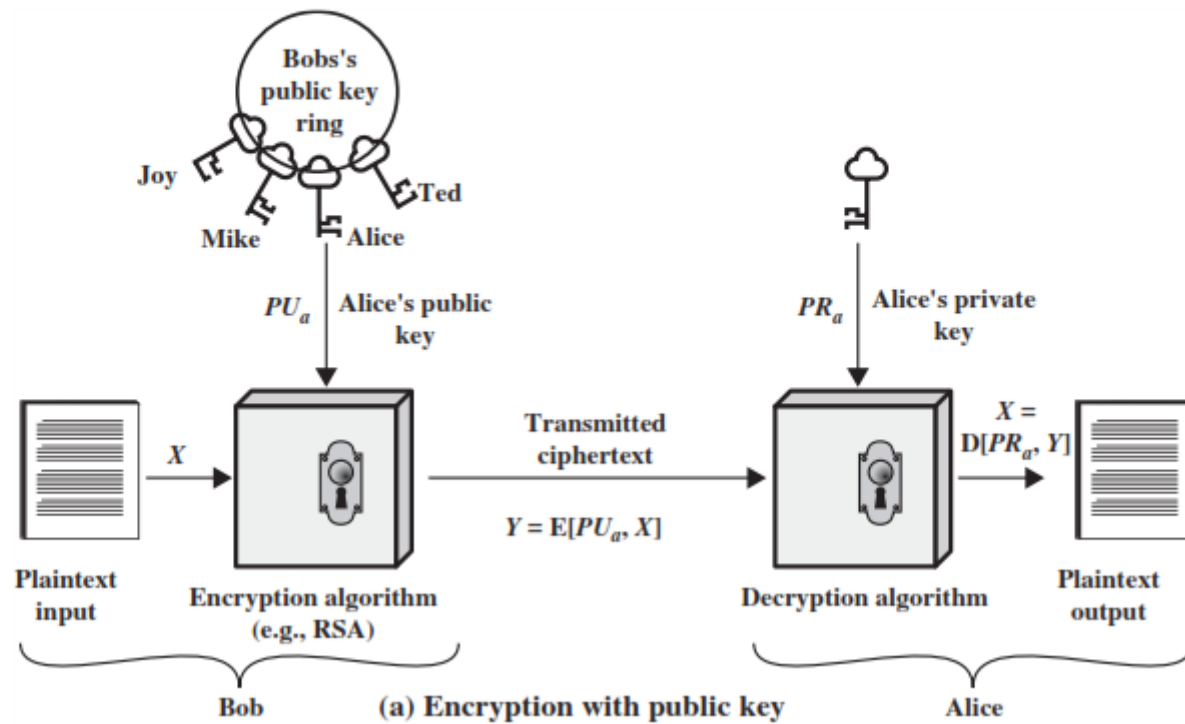 Bobs's
public key
ring
Joy
Ted
Mike
Alice
PUₐ
Alice's public
key
PRₐ
Alice's private
key
X
Transmitted
ciphertext
X =
D[PRₐ, Y]
Y = E[PUₐ, X]
Plaintext
input
Encryption algorithm
(e.g., RSA)
Decryption algorithm
Plaintext
output
Bob
(a) Encryption with public key
Alice